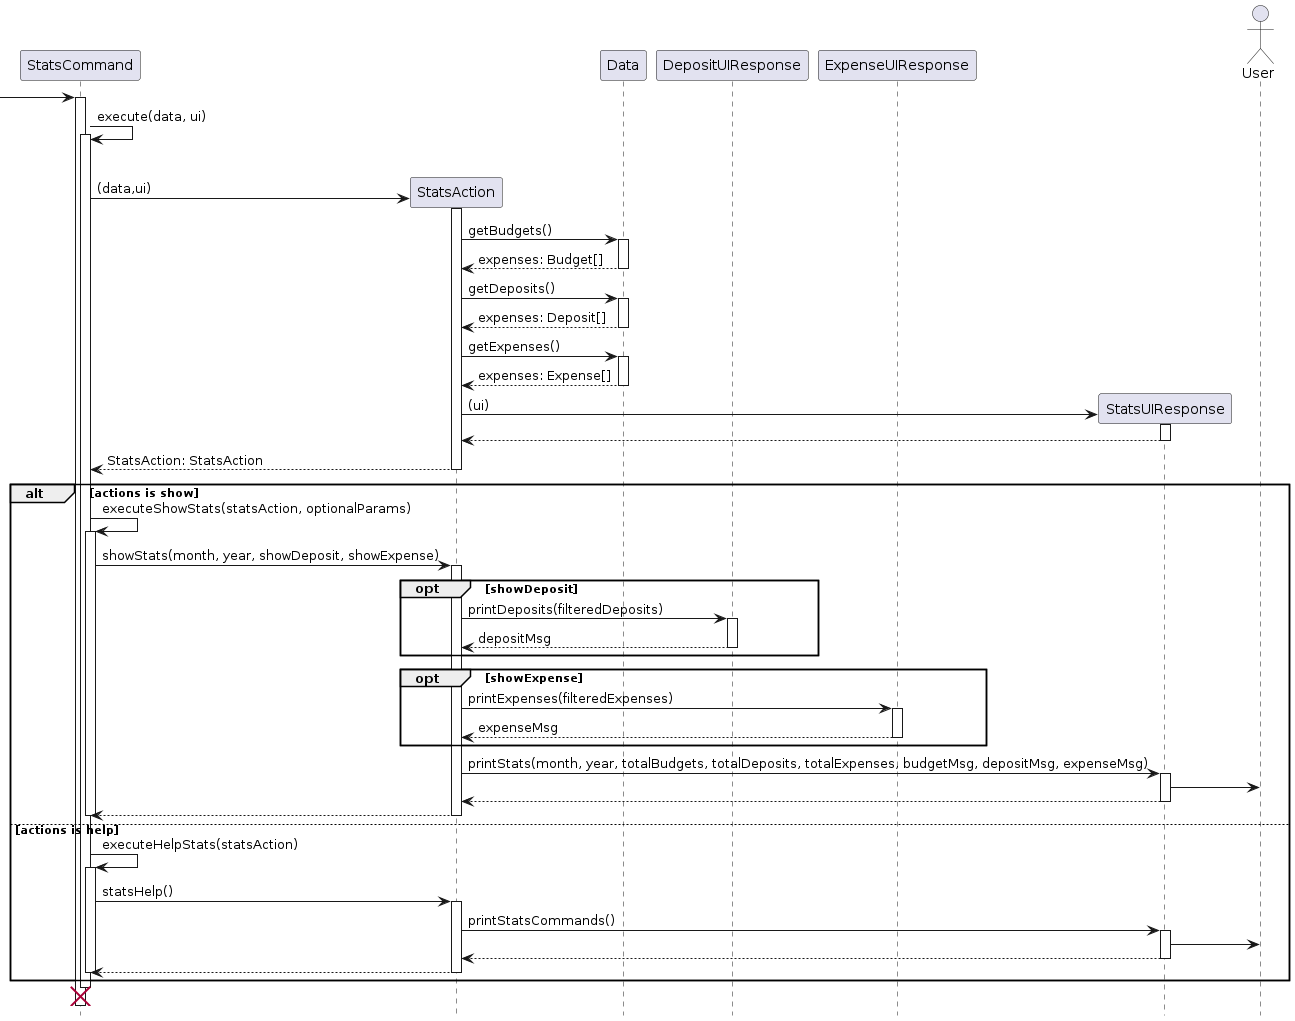 User
StatsCommand
Data
DepositUIResponse
ExpenseUIResponse
execute(data, ui)
(data,ui)
StatsAction
getBudgets()
expenses: Budget[]
getDeposits()
expenses: Deposit[]
getExpenses()
expenses: Expense[]
(ui)
StatsUIResponse
StatsAction: StatsAction
alt [actions is show]
executeShowStats(statsAction, optionalParams)
showStats(month, year, showDeposit, showExpense)
opt [showDeposit]
printDeposits(filteredDeposits)
depositMsg
opt [showExpense]
printExpenses(filteredExpenses)
expenseMsg
printStats(month, year, totalBudgets, totalDeposits, totalExpenses, budgetMsg, depositMsg, expenseMsg)
[actions is help]
executeHelpStats(statsAction)
statsHelp()
printStatsCommands()